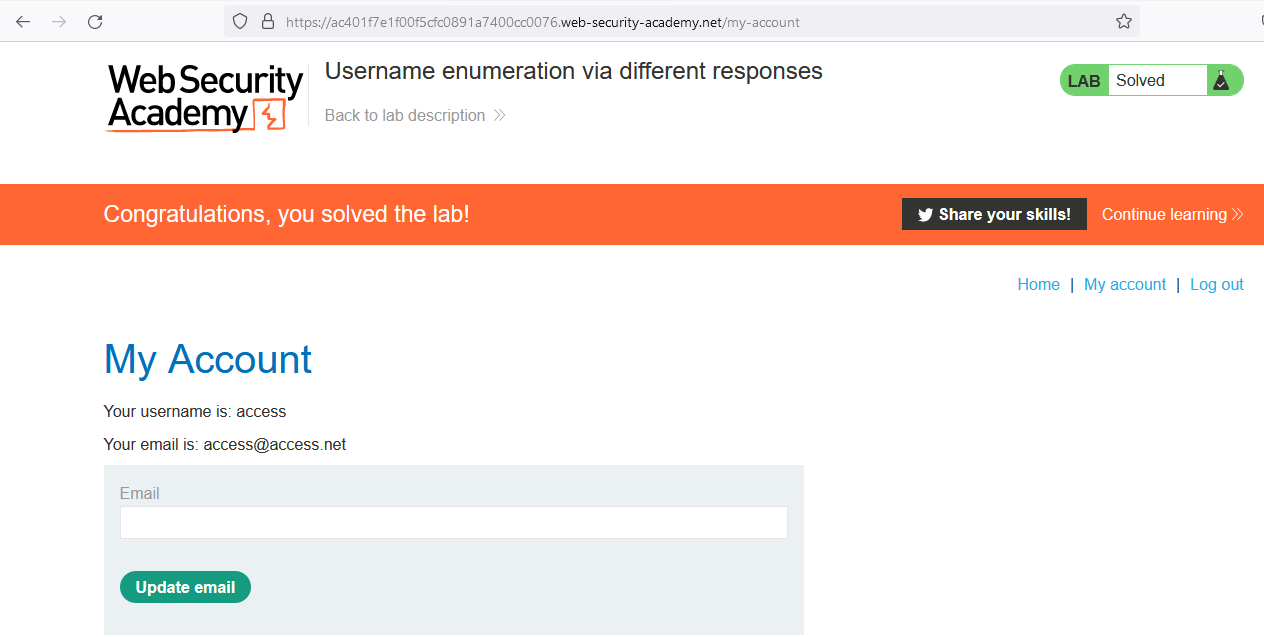 https://ac401f7e1f00f5cfc0891a7400cc0076.web-security-academy.net/my-account
Web Security
Academy
Username enumeration via different responses
Back to lab description
LAB Solved
Congratulations, you solved the lab!
Share your skills! Continue learning
Home | My account | Log out
My Account
Your username is: access
Your email is: access@access.net
Email
Update email